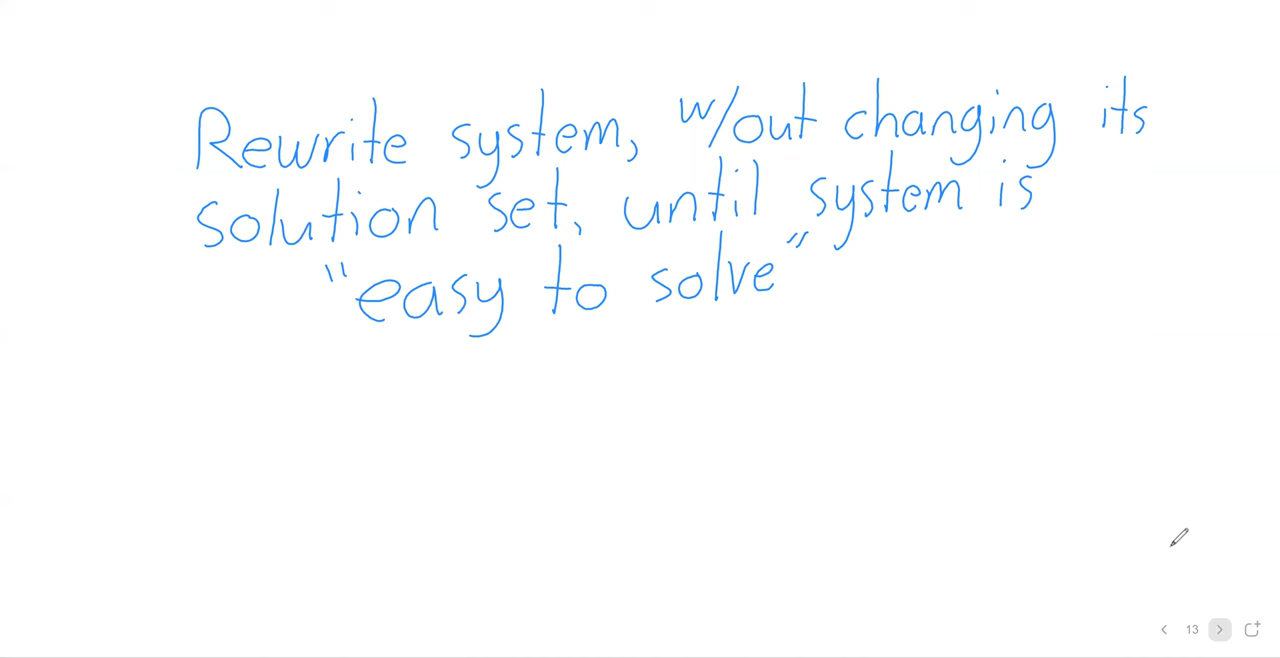 Rewrite system, w/out changing its
solution set, until system is
"easy to solve"
13